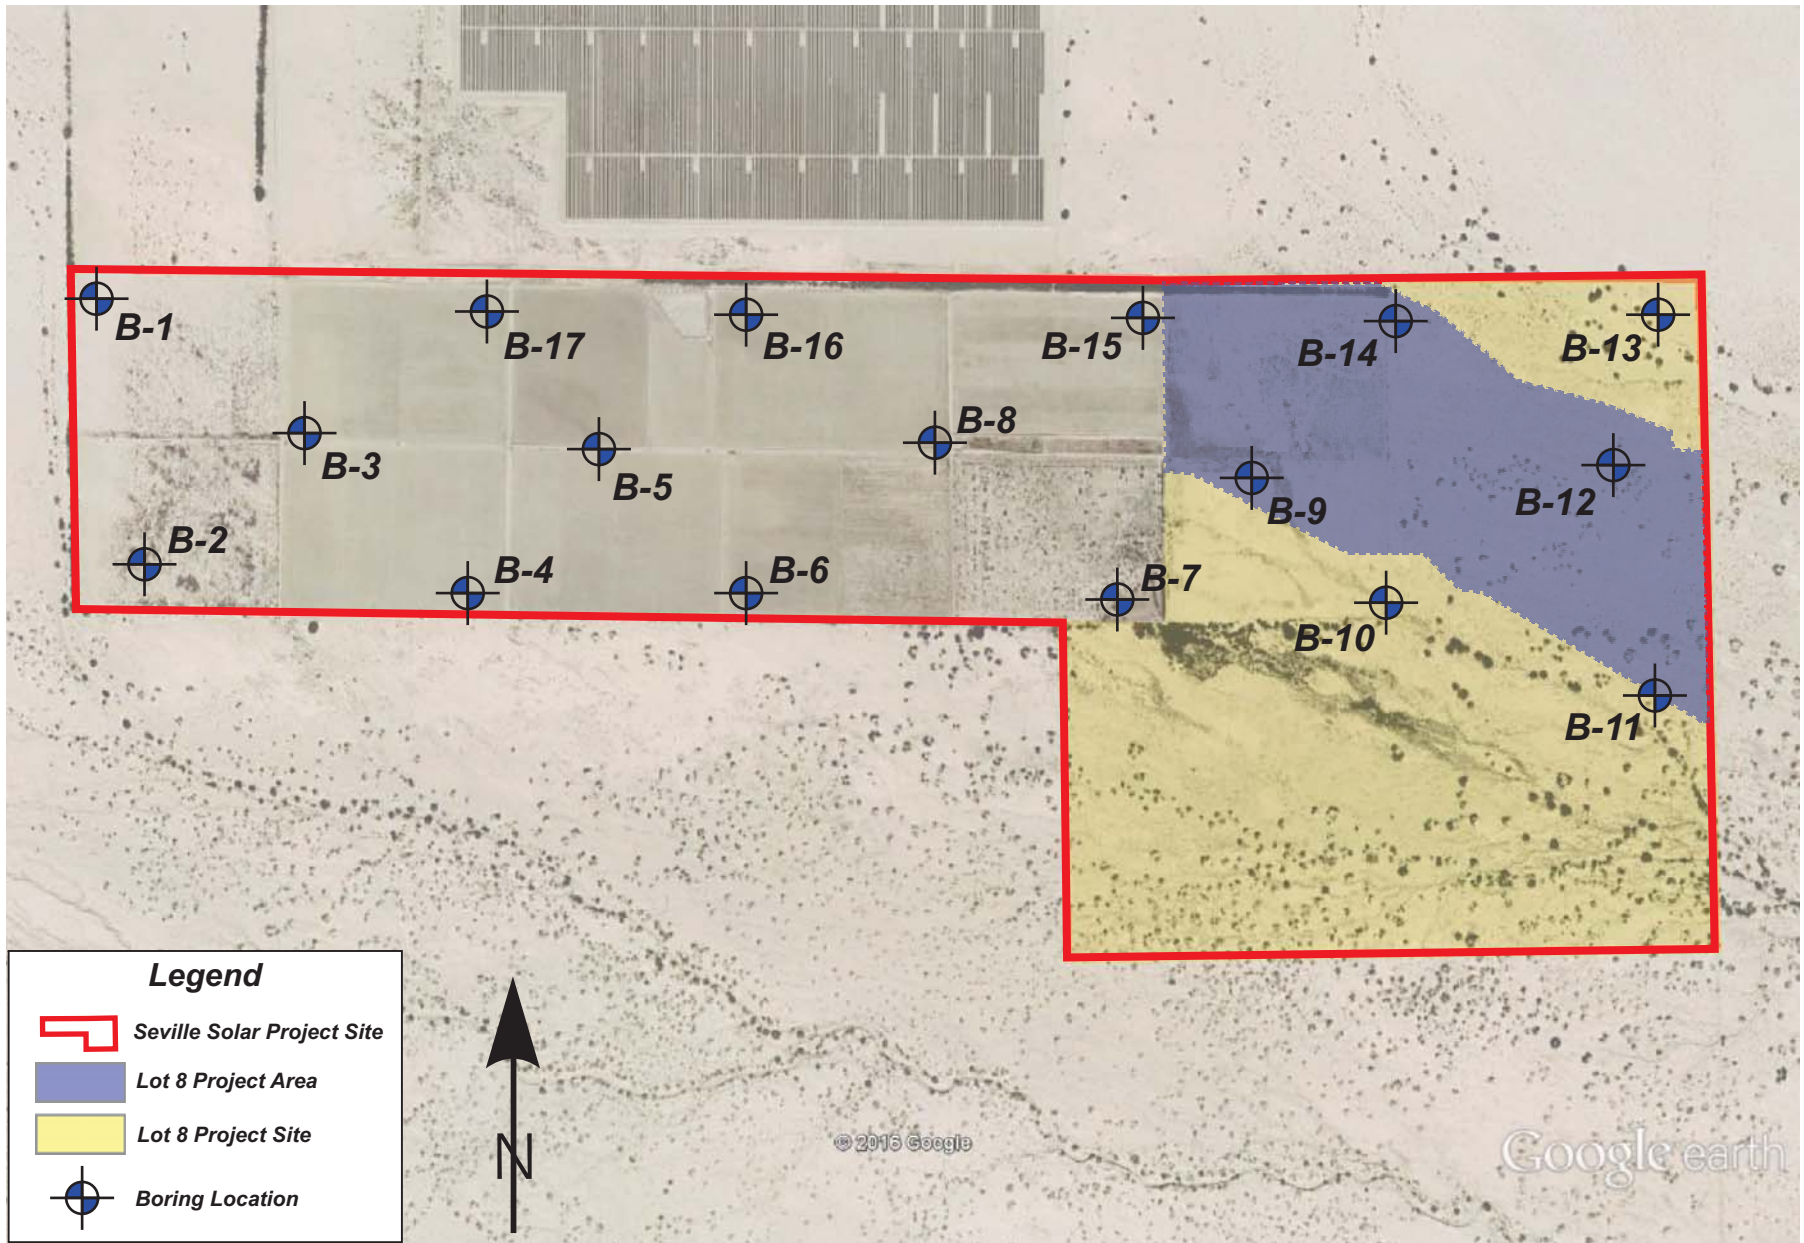 B-1
B-17
B-16
B-15
B-14
B-13
B-3
B-5
B-8
B-9
B-12
B-2
B-4
B-6
B-7
B-10
B-11
Legend
Seville Solar Project Site
Lot 8 Project Area
Lot 8 Project Site
Boring Location
N
© 2016 Google
Google earth